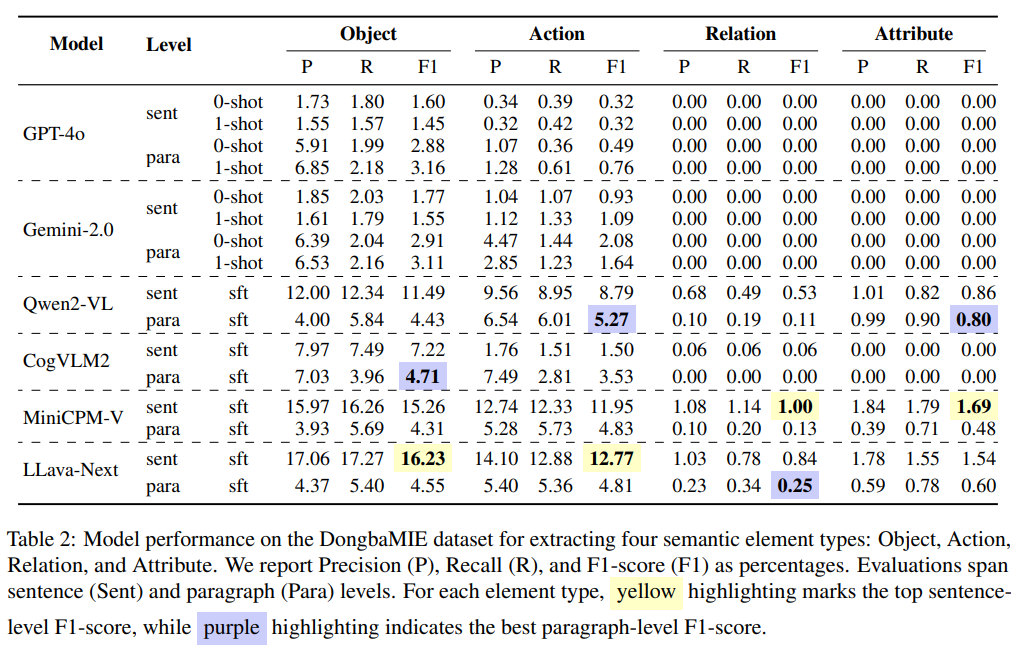 Model Level Object Action Relation Attribute
P R F1 P R F1 P R F1 P R F1
GPT-4o sent 0-shot 1.73 1.80 1.60 0.34 0.39 0.32 0.00 0.00 0.00 0.00 0.00 0.00
1-shot 1.55 1.57 1.45 0.32 0.42 0.32 0.00 0.00 0.00 0.00 0.00 0.00
para 0-shot 5.91 1.99 2.88 1.07 0.36 0.49 0.00 0.00 0.00 0.00 0.00 0.00
1-shot 6.85 2.18 3.16 1.28 0.61 0.76 0.00 0.00 0.00 0.00 0.00 0.00
Gemini-2.0 sent 0-shot 1.85 2.03 1.77 1.04 1.07 0.93 0.00 0.00 0.00 0.00 0.00 0.00
1-shot 1.61 1.79 1.55 1.12 1.33 1.09 0.00 0.00 0.00 0.00 0.00 0.00
para 0-shot 6.39 2.04 2.91 4.47 1.44 2.08 0.00 0.00 0.00 0.00 0.00 0.00
1-shot 6.53 2.16 3.11 2.85 1.23 1.64 0.00 0.00 0.00 0.00 0.00 0.00
Qwen2-VL sent sft 12.00 12.34 11.49 9.56 8.95 8.79 0.68 0.49 0.53 1.01 0.82 0.86
para sft 4.00 5.84 4.43 6.54 6.01 5.27 0.10 0.19 0.11 0.99 0.90 0.80
CogVLM2 sent sft 7.97 7.49 7.22 1.76 1.51 1.50 0.06 0.06 0.06 0.00 0.00 0.00
para sft 7.03 3.96 4.71 7.49 2.81 3.53 0.00 0.00 0.00 0.00 0.00 0.00
MiniCPM-V sent sft 15.97 16.26 15.26 12.74 12.33 11.95 1.08 1.14 1.00 1.84 1.79 1.69
para sft 3.93 5.69 4.31 5.28 5.73 4.83 0.10 0.20 0.13 0.39 0.71 0.48
LLava-Next sent sft 17.06 17.27 16.23 14.10 12.88 12.77 1.03 0.78 0.84 1.78 1.55 1.54
para sft 4.37 5.40 4.55 5.40 5.36 4.81 0.23 0.34 0.25 0.59 0.78 0.60
Table 2: Model performance on the DongbaMIE dataset for extracting four semantic element types: Object, Action,
Relation, and Attribute. We report Precision (P), Recall (R), and F1-score (F1) as percentages. Evaluations span
sentence (Sent) and paragraph (Para) levels. For each element type, yellow highlighting marks the top sentence-
level F1-score, while purple highlighting indicates the best paragraph-level F1-score.